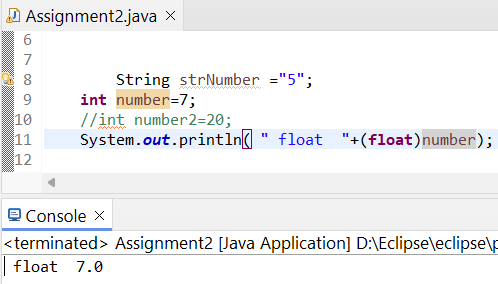 Assignment2.java
6
7
8 String strNumber ="5";
9 int number=7;
10 //int number2=20;
11 System.out.println( " float  "+(float)number);
12
Console
<terminated> Assignment2 [Java Application] D:\Eclipse\eclipse\p
float  7.0